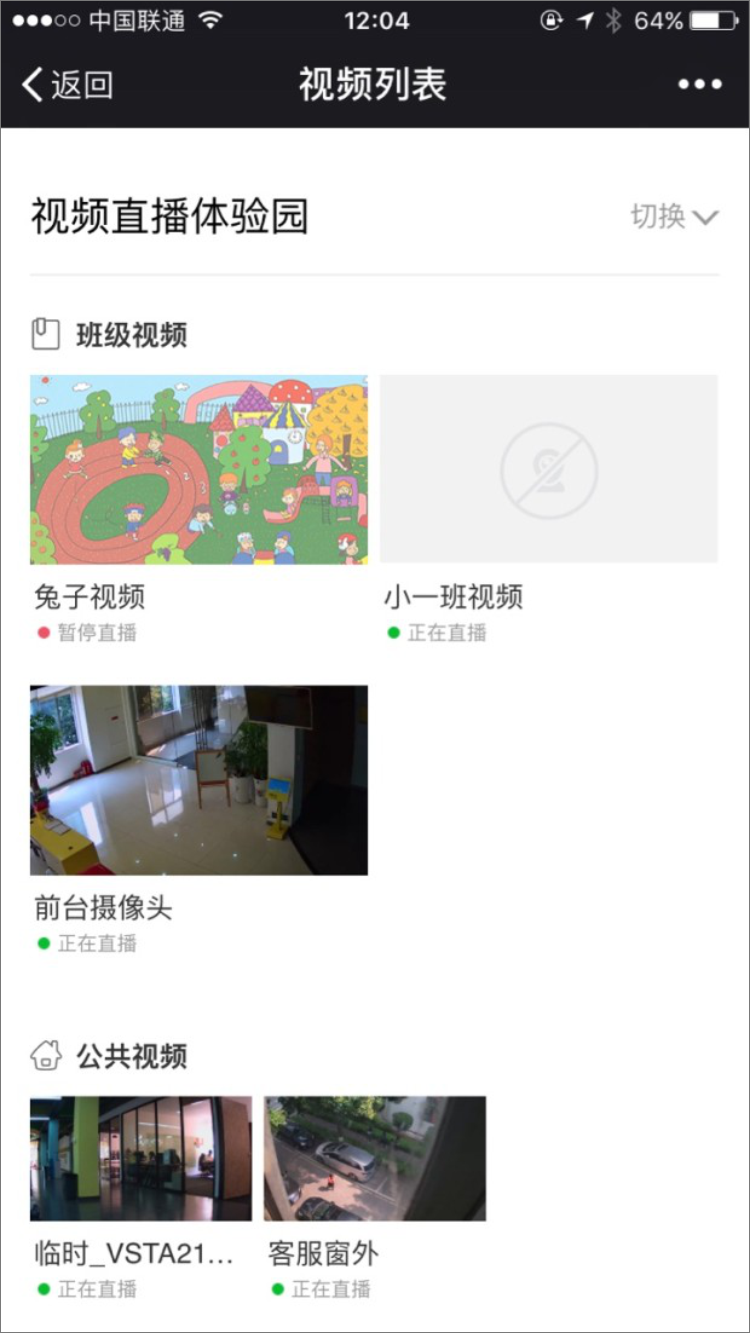 中国联通 12:04 64%
返回 视频列表
视频直播体验园 切换
班级视频
兔子视频 小一班视频
暂停直播 正在直播
前台摄像头
正在直播
公共视频
临时_VSTA21... 客服窗外
正在直播 正在直播